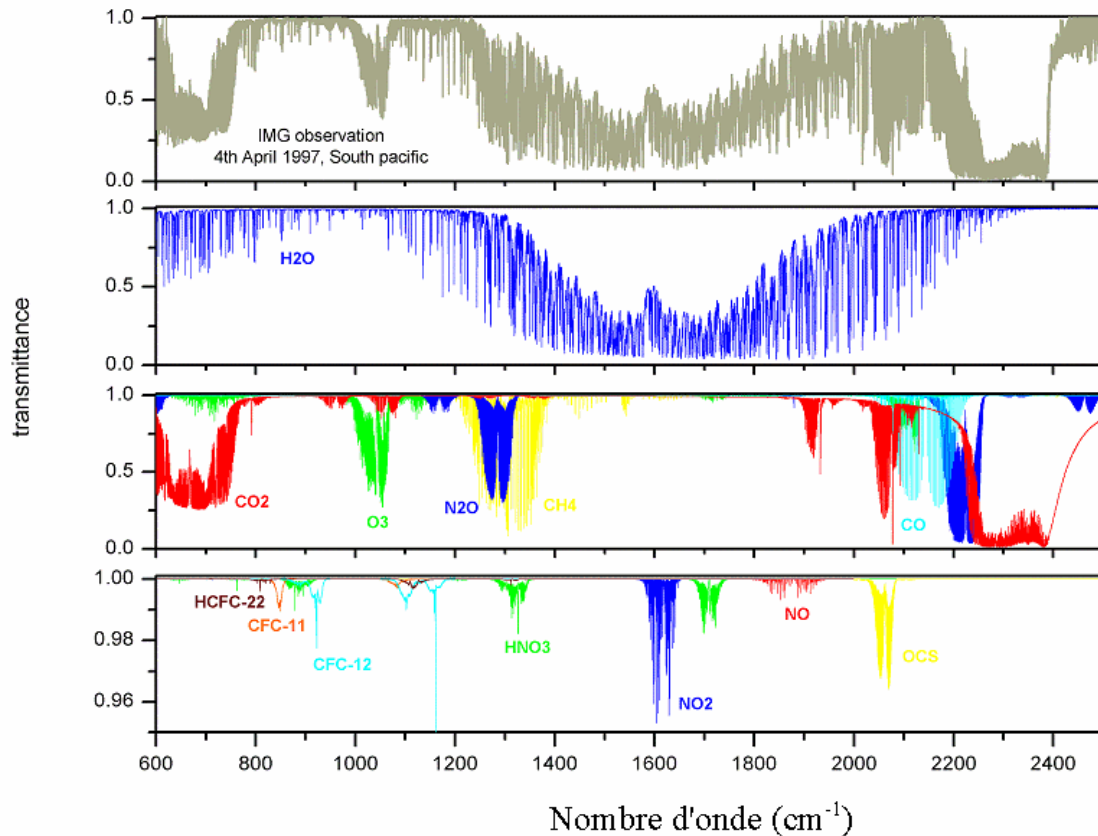 1.0
0.5
0.0
IMG observation
4th April 1997, South pacific
1.0
0.5
0.0
H2O
transmittance
1.0
0.5
0.0
CO2
O3
N2O
CH4
CO
1.00
0.98
0.96
HCFC-22
CFC-11
CFC-12
HNO3
NO2
NO
OCS
600 800 1000 1200 1400 1600 1800 2000 2200 2400
Nombre d'onde (cm-1)